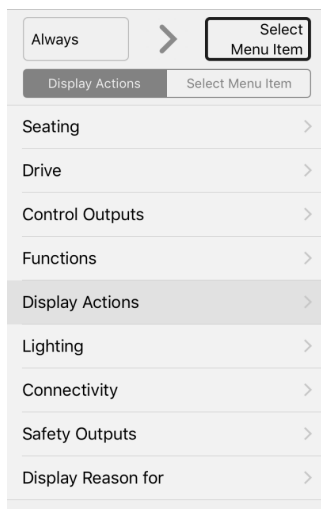 Always
Select
Menu Item
Display Actions
Select Menu Item
Seating
Drive
Control Outputs
Functions
Display Actions
Lighting
Connectivity
Safety Outputs
Display Reason for